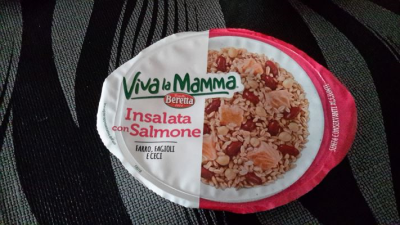 Viva la Mamma
Beretta
Insalata
con Salmone
FARRO, FAGIOLI
E CECI